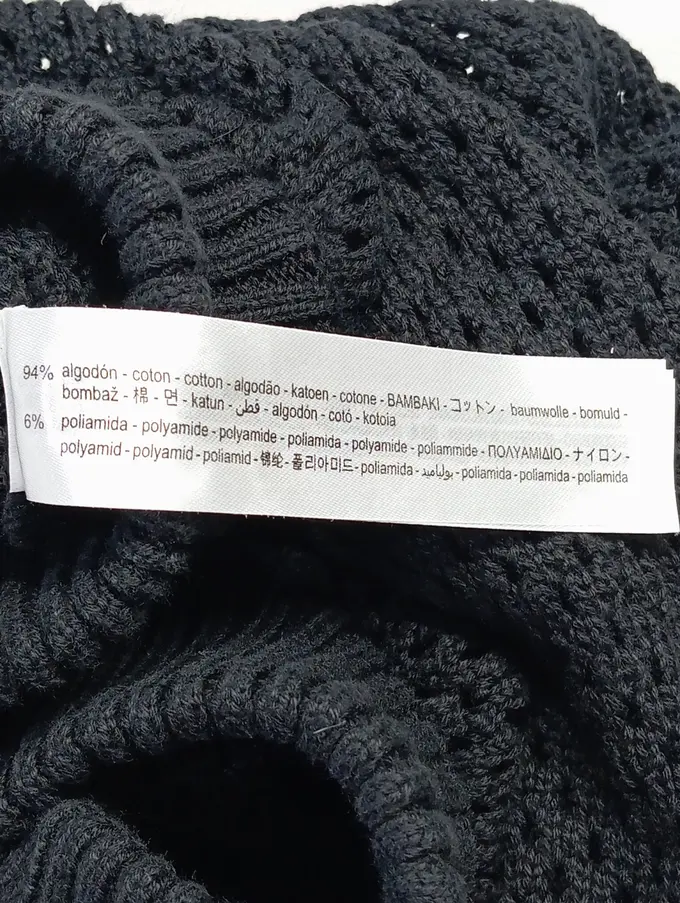 94% algodón - coton - cotton - algodão - katoen - cotone - BAMBAKI - コットン - baumwolle - bomuld -
bombaž - 棉 - 면 - katun - قطن - algodón - cotó - kotoia
6% poliamida - polyamide - polyamide - poliamida - polyamide - poliammide - ΠΟΛΥΑΜΙΔΙΟ - ナイロン -
polyamid - polyamid - poliamid - 锦纶 - 폴리아미드 - poliamida - بوليأميد - poliamida - poliamida - poliamida